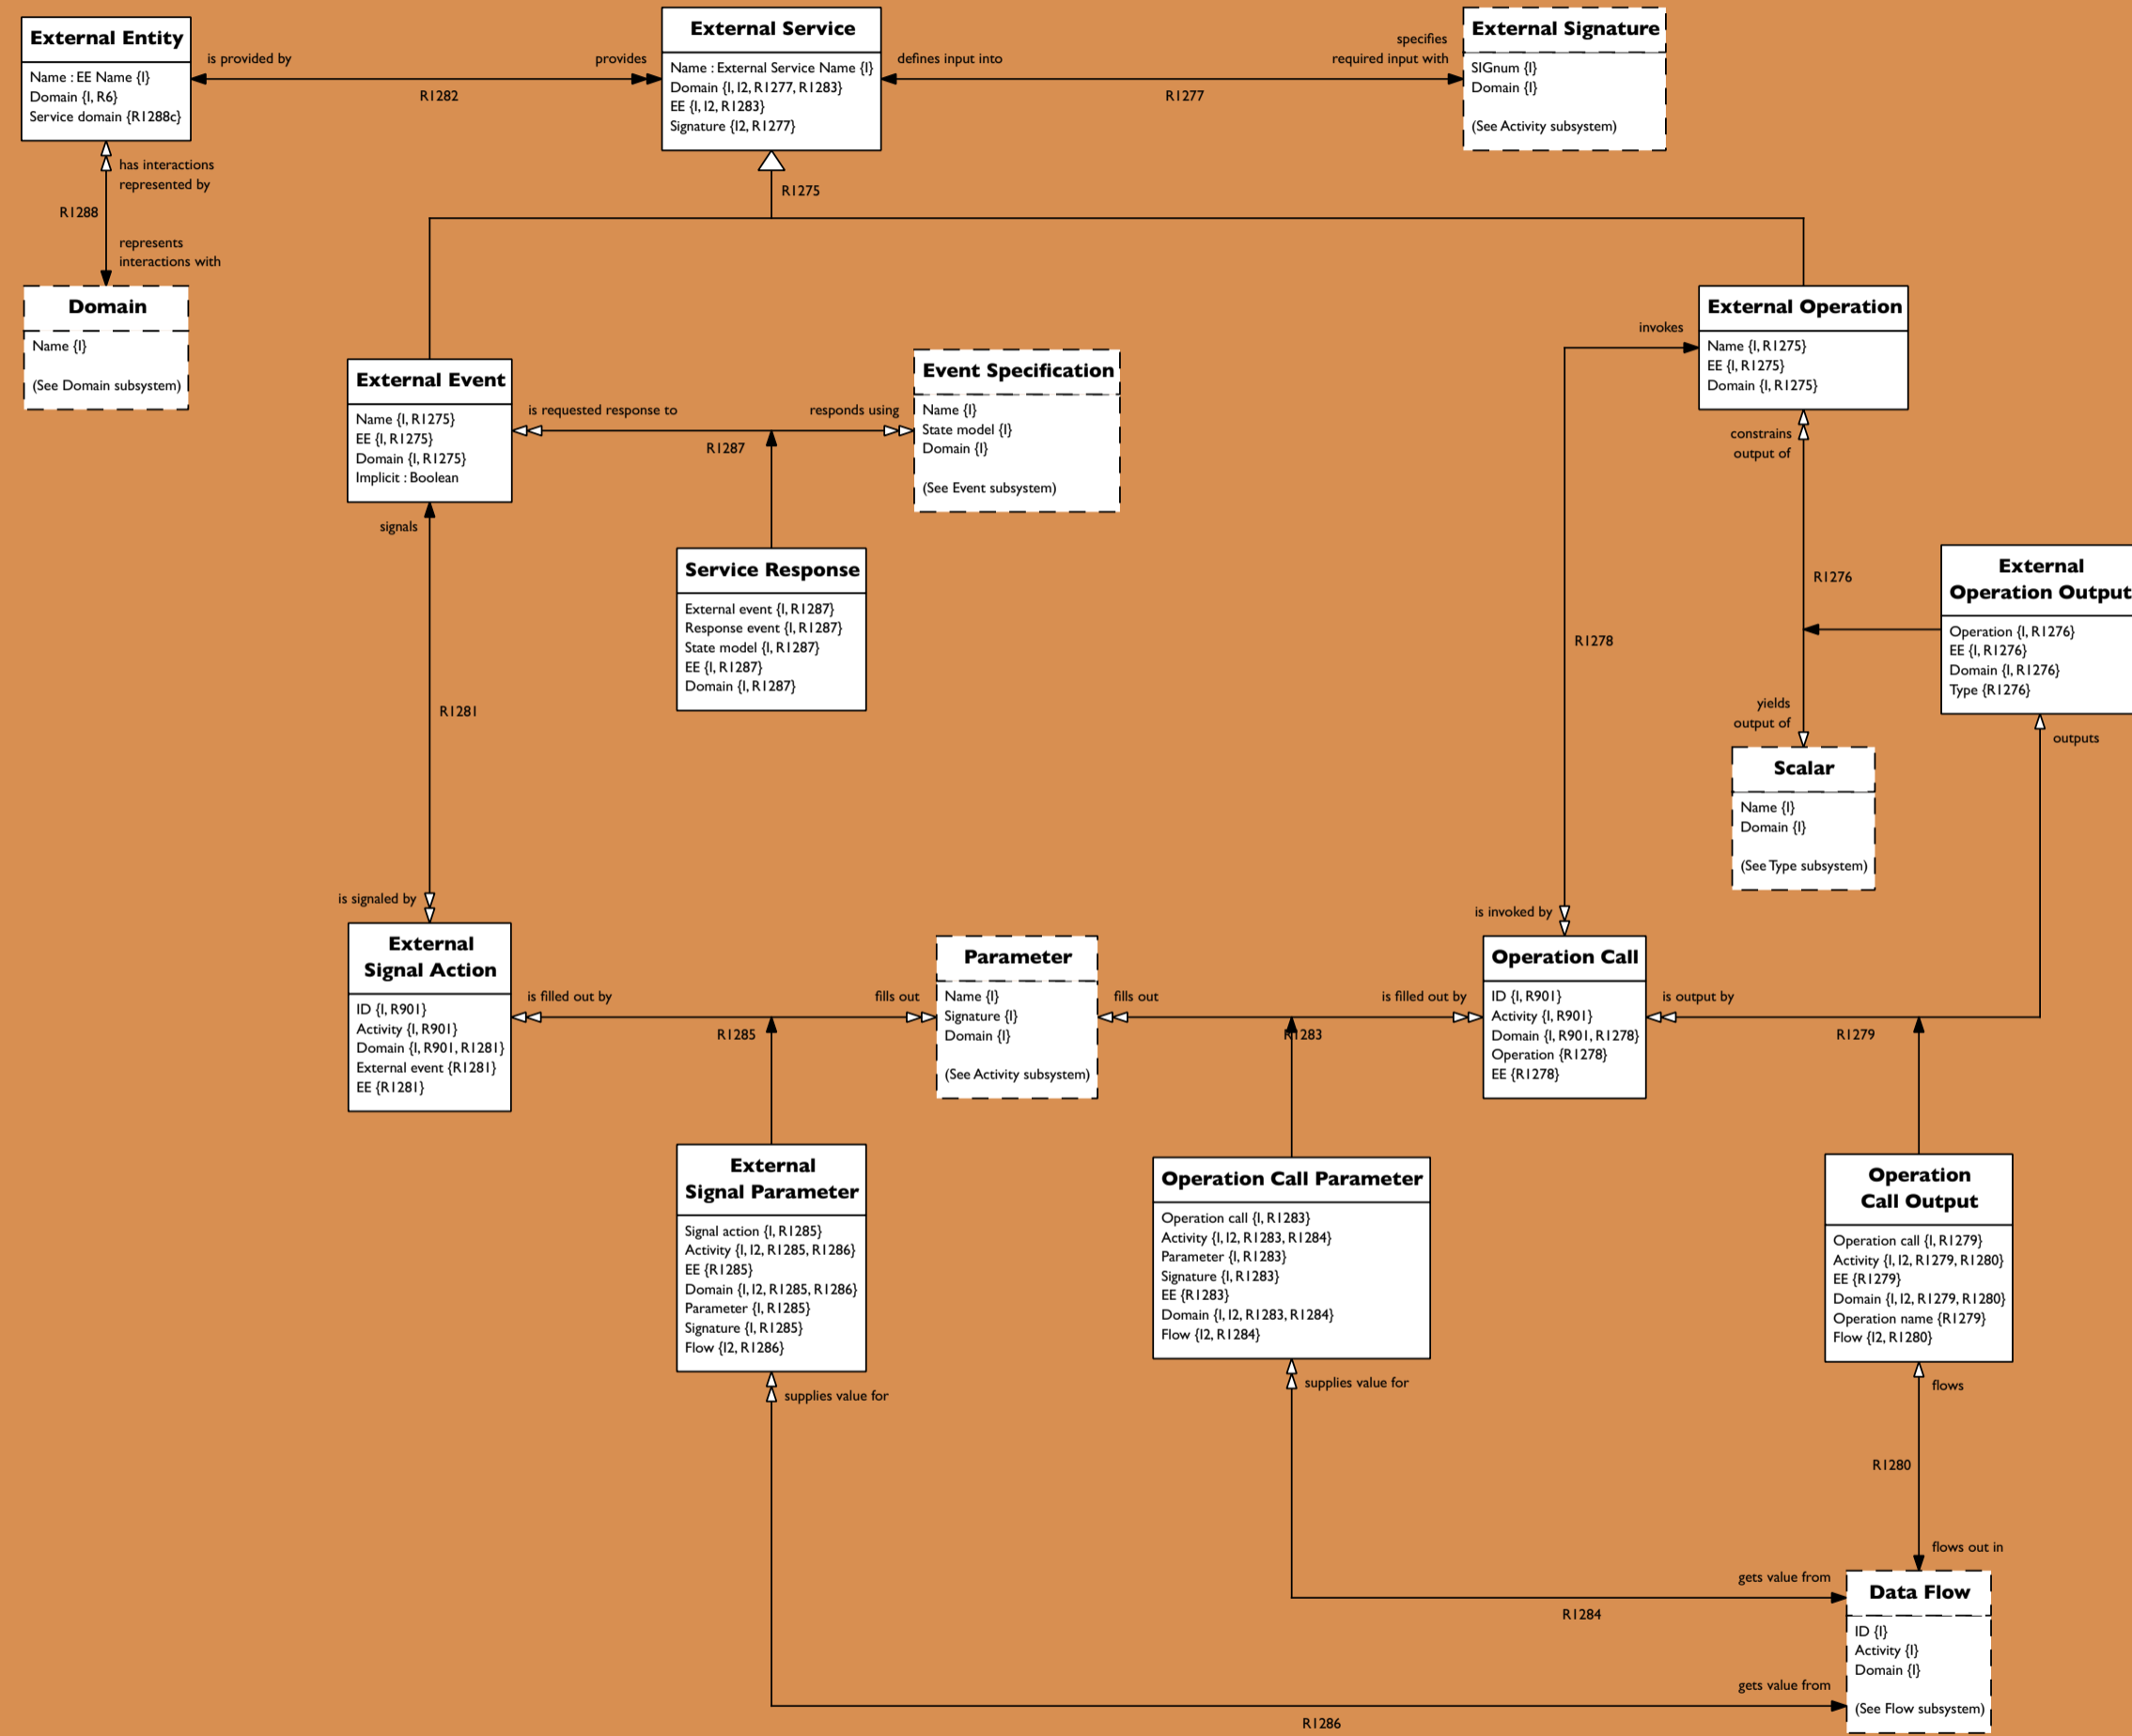 External Entity
Name : EE Name {I}
Domain {I, R6}
Service domain {R1288c}
is provided by
provides
R1282
External Service
Name : External Service Name {I}
Domain {I, I2, R1277, R1283}
EE {I, I2, R1283}
Signature {I2, R1277}
defines input into
specifies
required input with
R1277
External Signature
SIGnum {I}
Domain {I}
(See Activity subsystem)
has interactions
represented by
R1288
represents
interactions with
R1275
Domain
Name {I}
(See Domain subsystem)
External Event
Name {I, R1275}
EE {I, R1275}
Domain {I, R1275}
Implicit : Boolean
is requested response to
responds using
R1287
Event Specification
Name {I}
State model {I}
Domain {I}
(See Event subsystem)
invokes
External Operation
Name {I, R1275}
EE {I, R1275}
Domain {I, R1275}
constrains
output of
signals
Service Response
External event {I, R1287}
Response event {I, R1287}
State model {I, R1287}
EE {I, R1287}
Domain {I, R1287}
R1276
External
Operation Output
Operation {I, R1276}
EE {I, R1276}
Domain {I, R1276}
Type {R1276}
R1278
R1281
yields
output of
outputs
Scalar
Name {I}
Domain {I}
(See Type subsystem)
is signaled by
is invoked by
External
Signal Action
ID {I, R901}
Activity {I, R901}
Domain {I, R901, R1281}
External event {R1281}
EE {R1281}
is filled out by
fills out
R1285
Parameter
Name {I}
Signature {I}
Domain {I}
(See Activity subsystem)
fills out
is filled out by
R1283
Operation Call
ID {I, R901}
Activity {I, R901}
Domain {I, R901, R1278}
Operation {R1278}
EE {R1278}
is output by
R1279
External
Signal Parameter
Signal action {I, R1285}
Activity {I, I2, R1285, R1286}
EE {R1285}
Domain {I, I2, R1285, R1286}
Parameter {I, R1285}
Signature {I, R1285}
Flow {I2, R1286}
Operation Call Parameter
Operation call {I, R1283}
Activity {I, I2, R1283, R1284}
Parameter {I, R1283}
Signature {I, R1283}
EE {R1283}
Domain {I, I2, R1283, R1284}
Flow {I2, R1284}
Operation
Call Output
Operation call {I, R1279}
Activity {I, I2, R1279, R1280}
EE {R1279}
Domain {I, I2, R1279, R1280}
Operation name {R1279}
Flow {I2, R1280}
supplies value for
supplies value for
flows
R1280
flows out in
gets value from
R1284
Data Flow
ID {I}
Activity {I}
Domain {I}
(See Flow subsystem)
gets value from
R1286